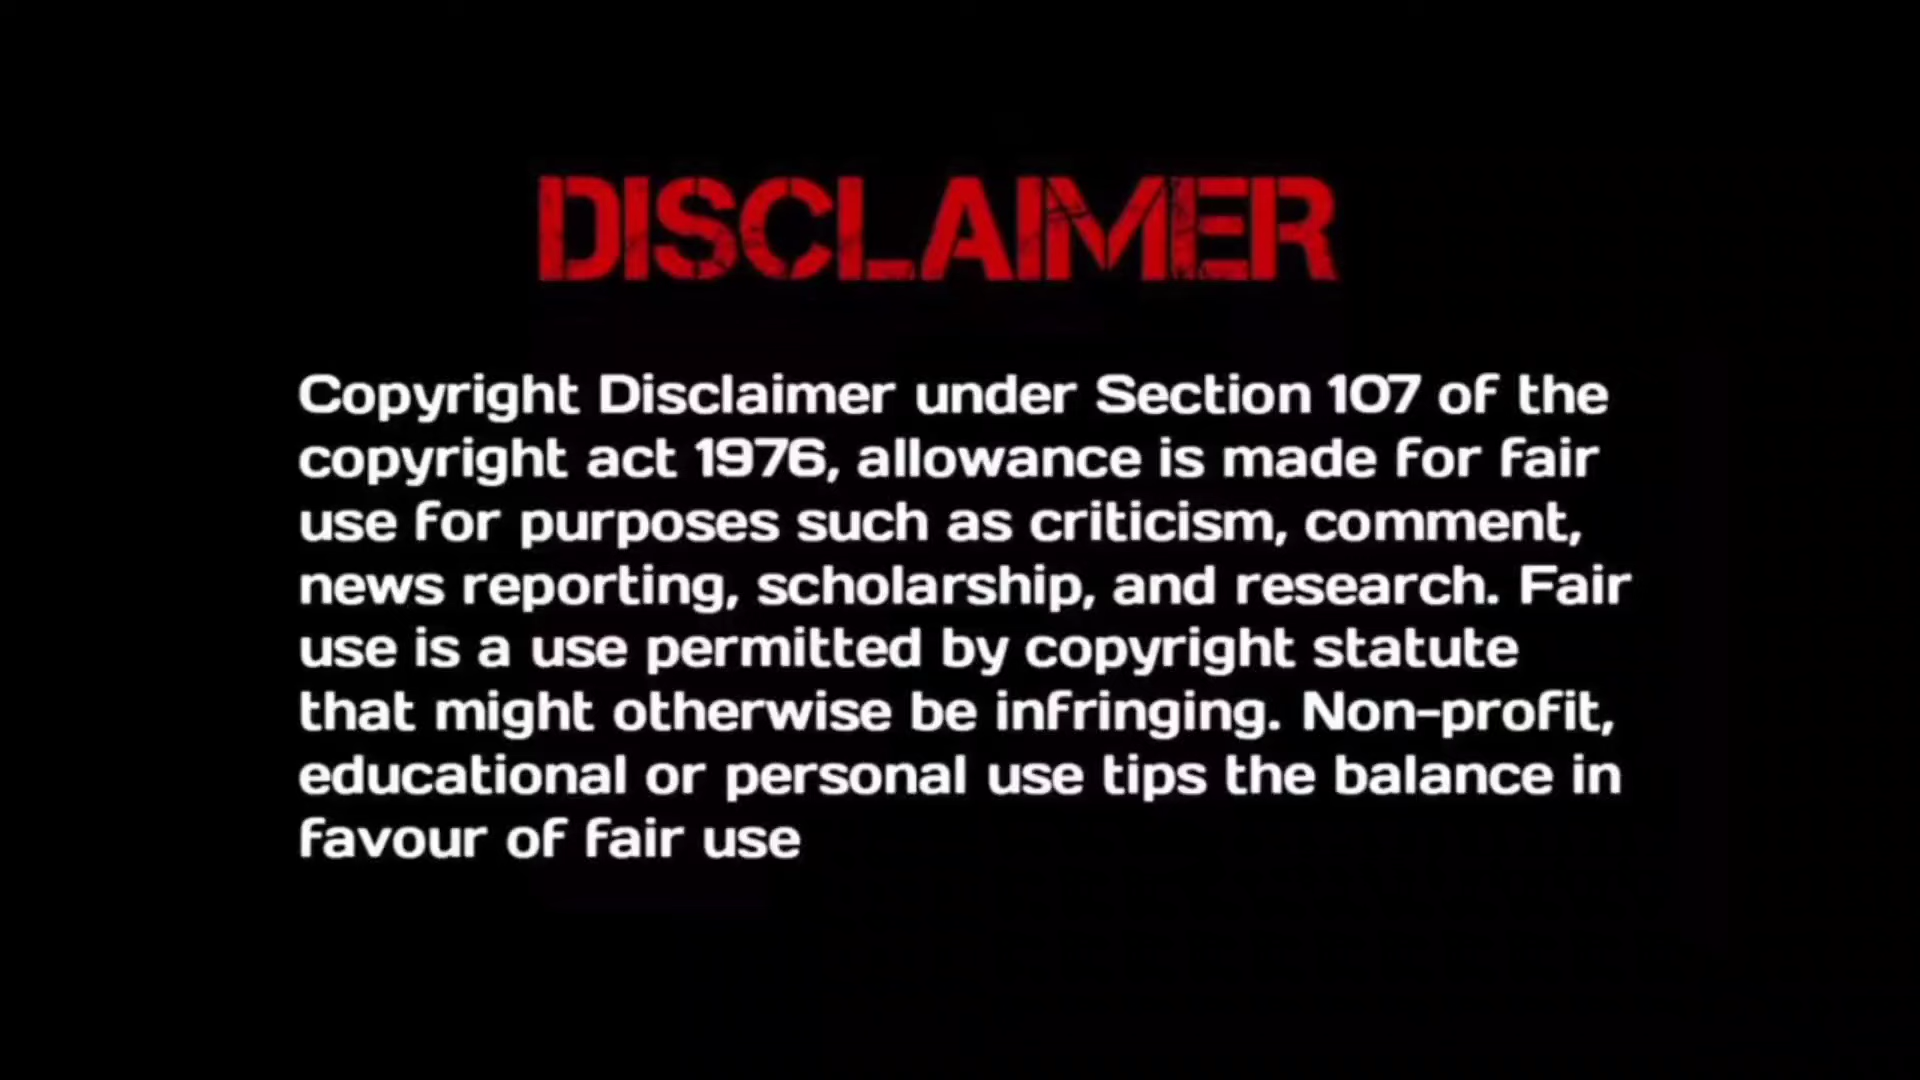 DISCLAIMER
Copyright Disclaimer under Section 107 of the
copyright act 1976, allowance is made for fair
use for purposes such as criticism, comment,
news reporting, scholarship, and research. Fair
use is a use permitted by copyright statute
that might otherwise be infringing. Non-profit,
educational or personal use tips the balance in
favour of fair use